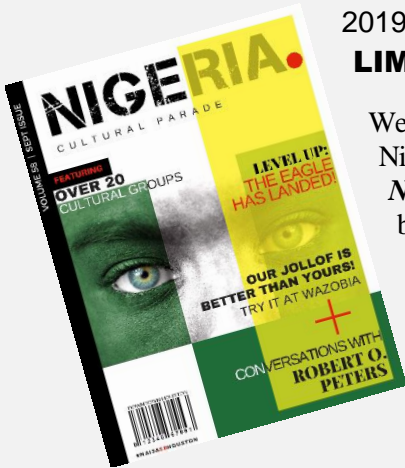 2019
LIM
We
Ni
N
b
NIGERIA.
CULTURAL PARADE
VOLUME 58 | SEPT ISSUE
FEATURING
OVER 20
CULTURAL GROUPS
LEVEL UP:
THE EAGLE
HAS LANDED!
OUR JOLLOF IS
BETTER THAN YOURS!
TRY IT AT WAZOBIA
CONVERSATIONS WITH
ROBERT O.
PETERS